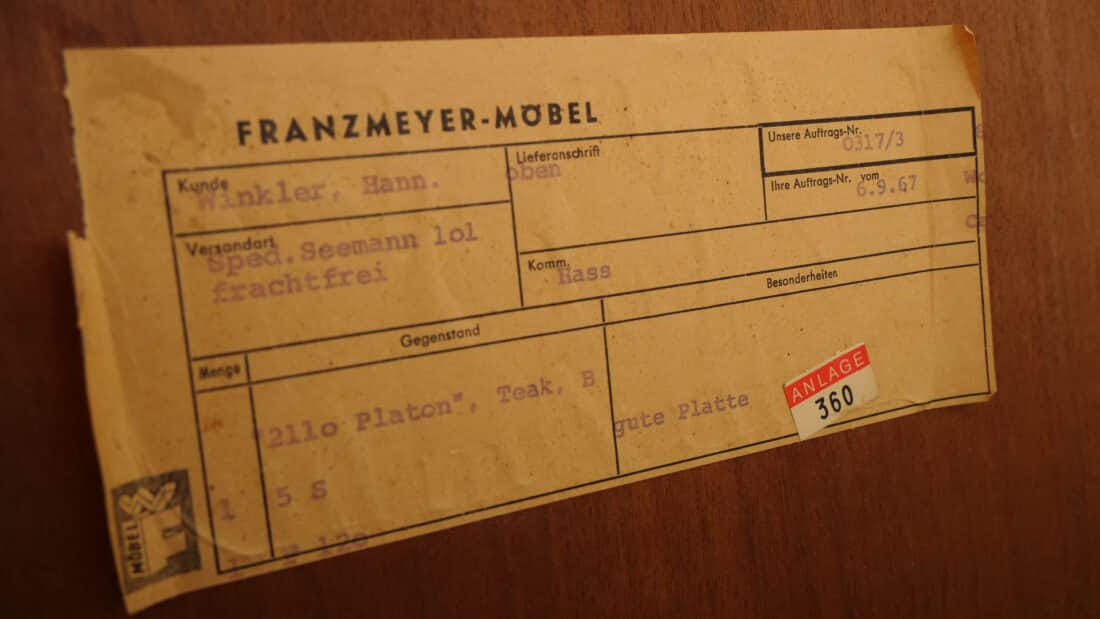 FRANZMEYER-MÖBEL
Kunde
Winkler, Hann.
Lieferanschrift
oben
Unsere Auftrags-Nr.
0317/3
Ihre Auftrags-Nr. vom
6.9.67
Versandart
Sped.Seemann lol
frachtfrei
Komm.
Hass
Menge
Gegenstand
Besonderheiten
"2llo Platon", Teak, B
gute Platte
ANLAGE
360
1 5 S
120
MÖBEL